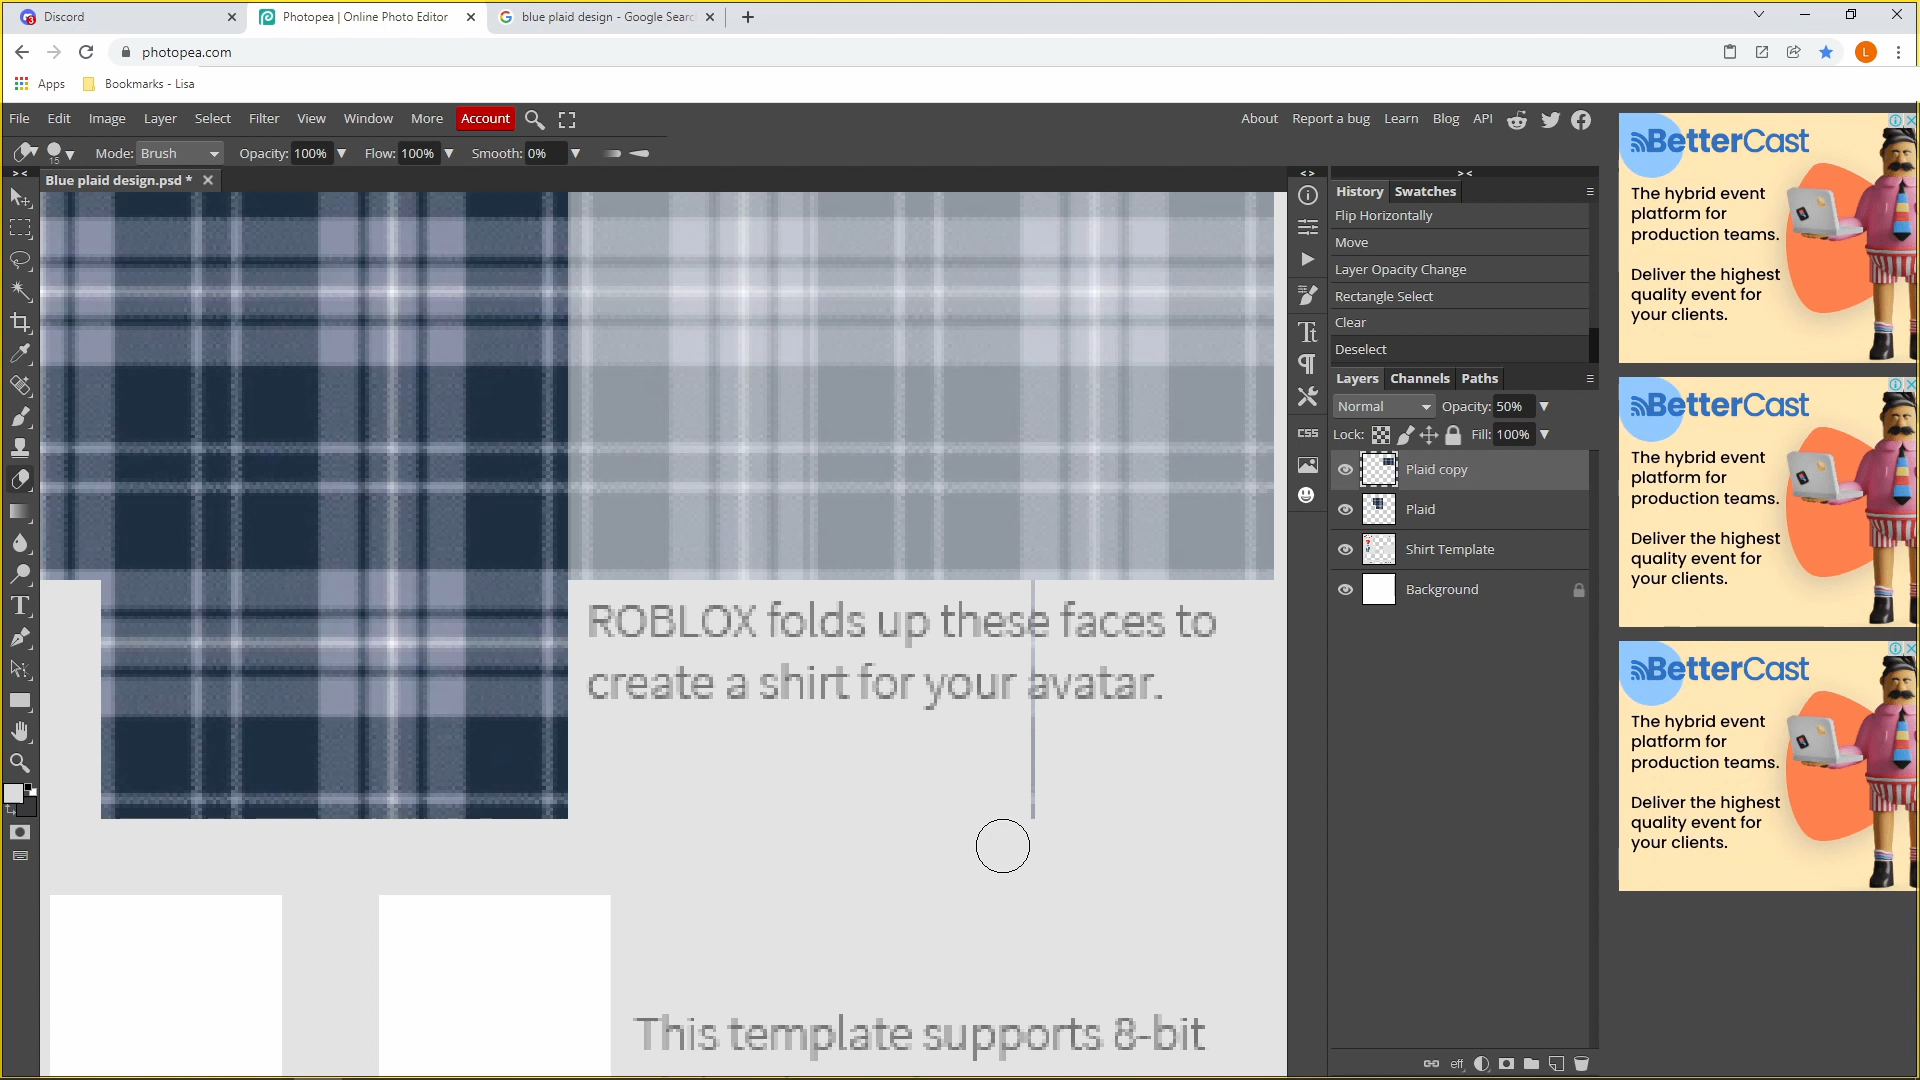 Discord
Photopea | Online Photo Editor
blue plaid design - Google Searc
photopea.com
L
Apps
Bookmarks - Lisa
File Edit Image Layer Select Filter View Window More Account
About Report a bug Learn Blog API
15
Mode: Brush
Opacity: 100%
Flow: 100%
Smooth: 0%
Blue plaid design.psd *
History Swatches
Flip Horizontally
Move
Layer Opacity Change
Rectangle Select
Clear
Deselect
Layers Channels Paths
Normal Opacity: 50%
Lock: Fill: 100%
CSS
Plaid copy
Plaid
Shirt Template
Background
eff
ROBLOX folds up these faces to
create a shirt for your avatar.
This template supports 8-bit
BetterCast
The hybrid event
platform for
production teams.
Deliver the highest
quality event for
your clients.
BetterCast
The hybrid event
platform for
production teams.
Deliver the highest
quality event for
your clients.
BetterCast
The hybrid event
platform for
production teams.
Deliver the highest
quality event for
your clients.